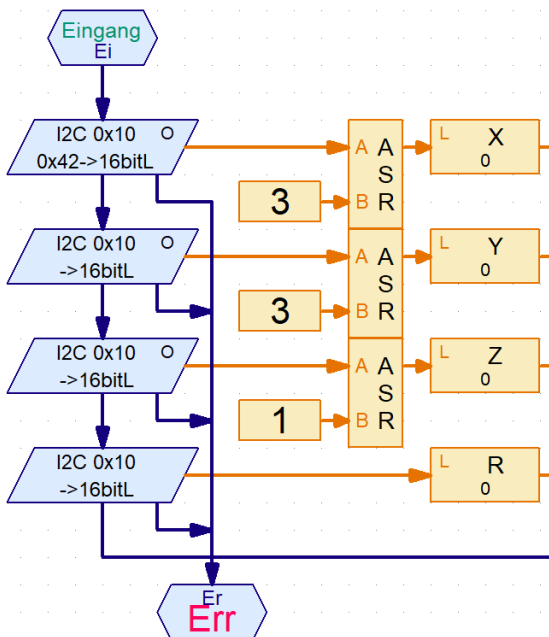 Eingang
Ei
I2C 0x10 O
0x42->16bitL
A A
S
B R
3
L X
0
I2C 0x10 O
->16bitL
A A
S
B R
3
L Y
0
I2C 0x10 O
->16bitL
A A
S
B R
1
L Z
0
I2C 0x10
->16bitL
L R
0
Er
Err